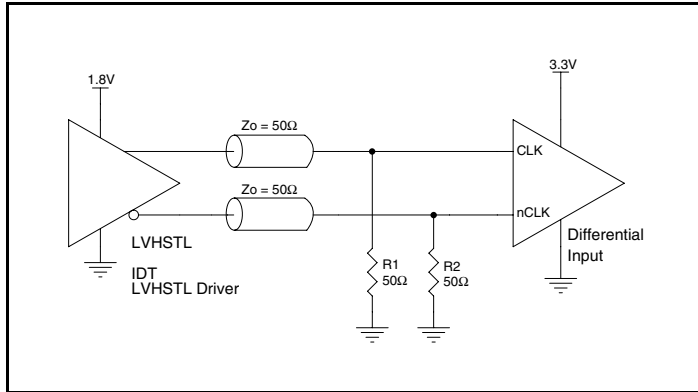 1.8V
3.3V
Zo = 50Ω
CLK
Zo = 50Ω
nCLK
LVHSTL
IDT
LVHSTL Driver
R1
50Ω
R2
50Ω
Differential
Input